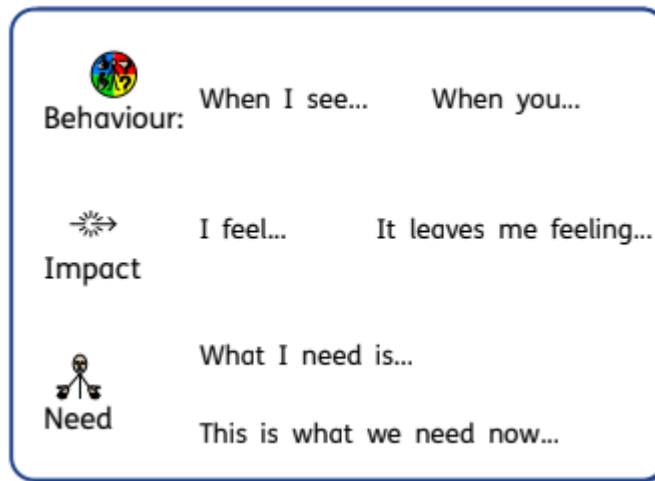 Behaviour:
When I see... When you...
Impact
I feel... It leaves me feeling...
Need
What I need is...
This is what we need now...